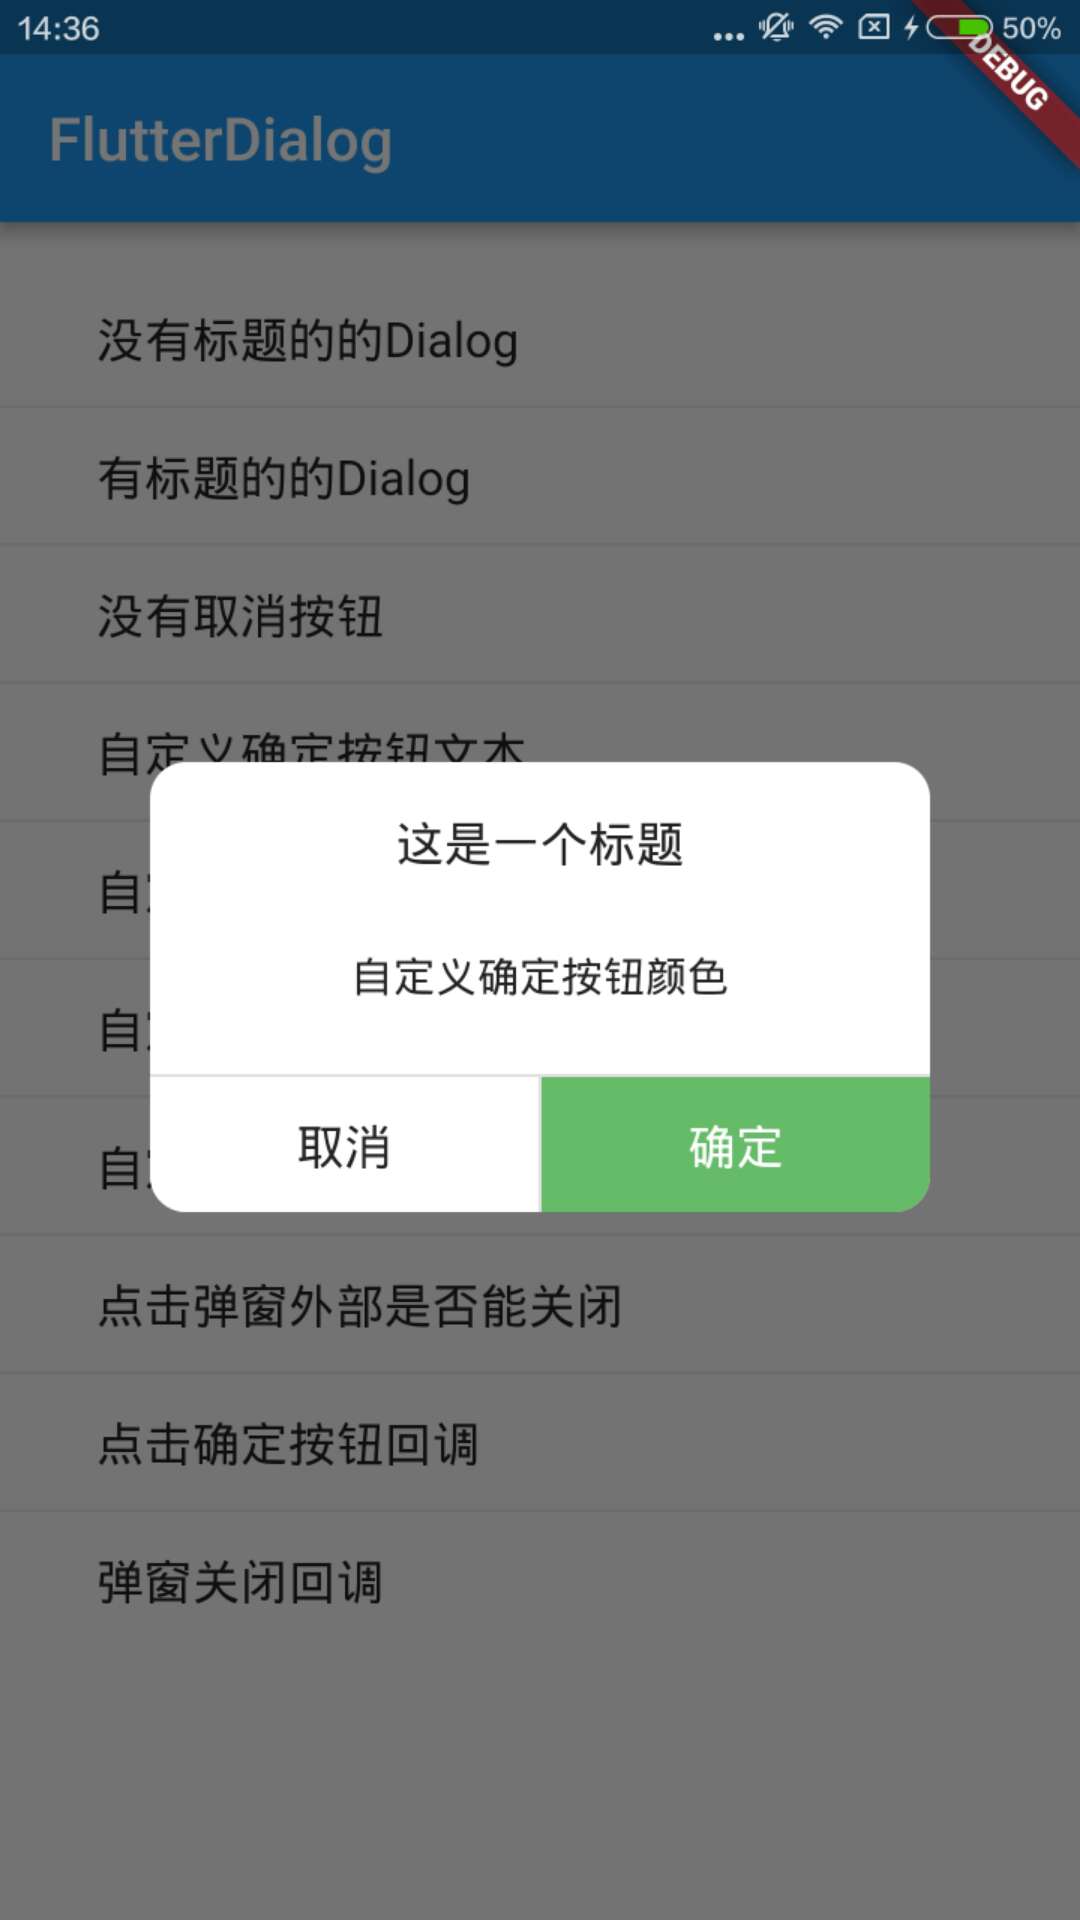 14:36
50%
DEBUG
FlutterDialog
没有标题的的Dialog
有标题的的Dialog
没有取消按钮
自定义确定按钮文本
这是一个标题
自
自定义确定按钮颜色
自
取消
确定
自
点击弹窗外部是否能关闭
点击确定按钮回调
弹窗关闭回调